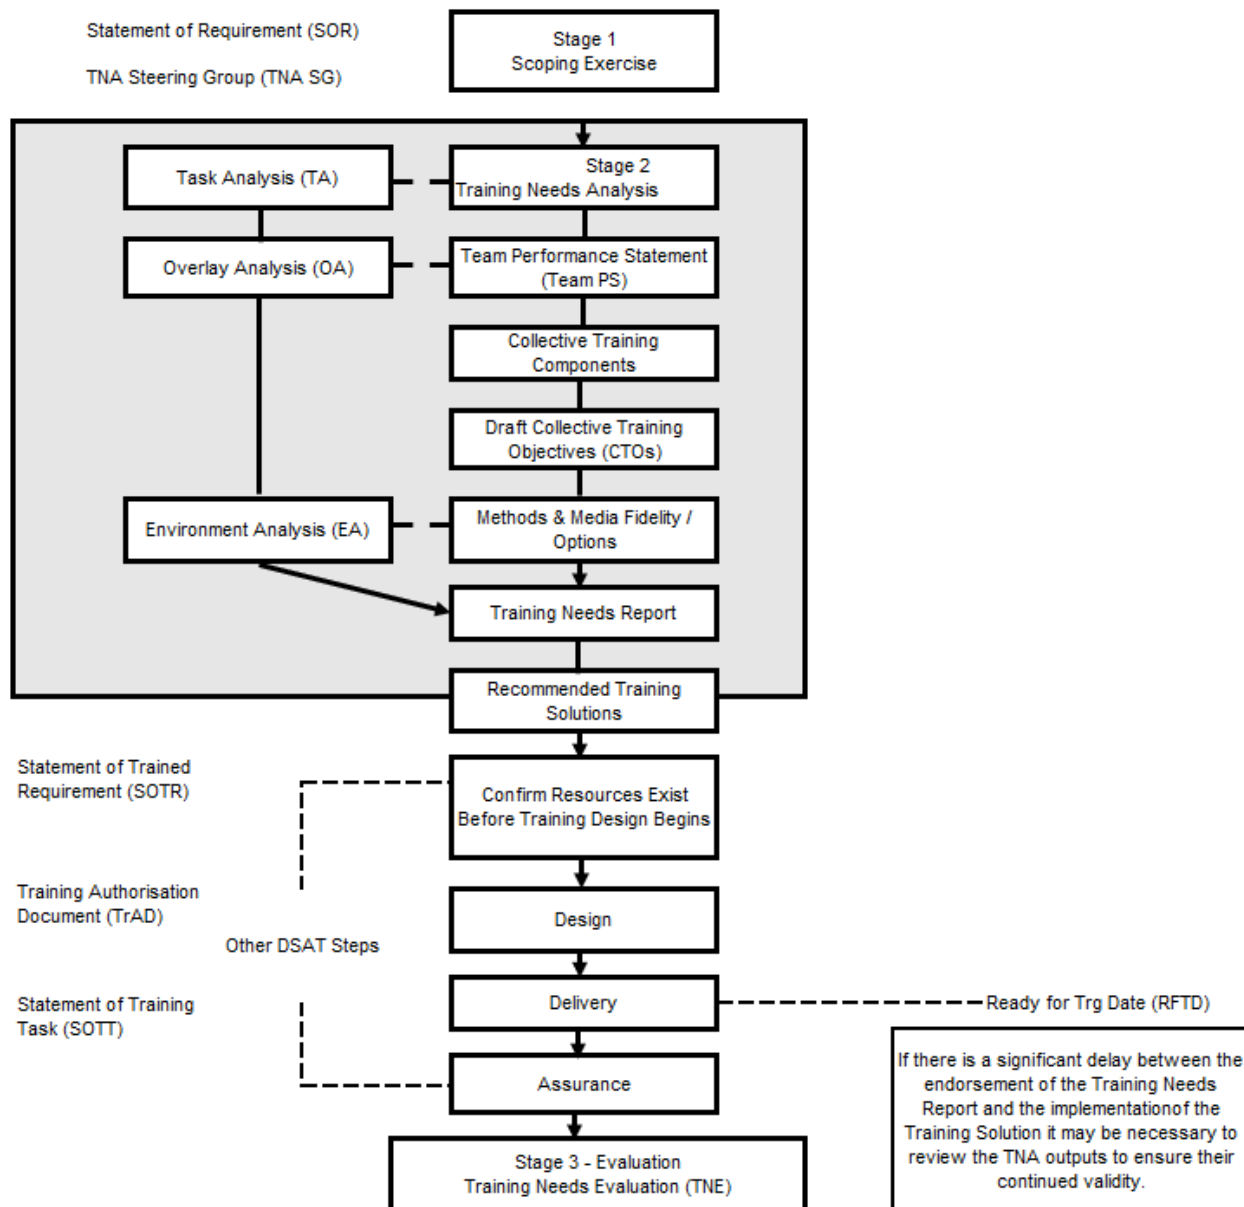 Statement of Requirement (SOR)
TNA Steering Group (TNA SG)
Stage 1
Scoping Exercise
Task Analysis (TA)
Stage 2
Training Needs Analysis
Overlay Analysis (OA)
Team Performance Statement
(Team PS)
Collective Training
Components
Draft Collective Training
Objectives (CTOs)
Environment Analysis (EA)
Methods & Media Fidelity /
Options
Training Needs Report
Recommended Training
Solutions
Statement of Trained
Requirement (SOTR)
Confirm Resources Exist
Before Training Design Begins
Training Authorisation
Document (TrAD)
Design
Other DSAT Steps
Statement of Training
Task (SOTT)
Delivery
Ready for Trg Date (RFTD)
Assurance
If there is a significant delay between the
endorsement of the Training Needs
Report and the implementationof the
Training Solution it may be necessary to
review the TNA outputs to ensure their
continued validity.
Stage 3 - Evaluation
Training Needs Evaluation (TNE)